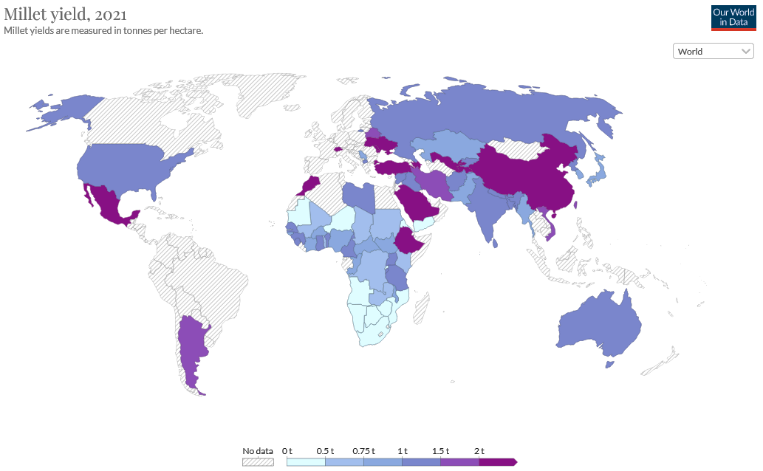 Millet yield, 2021
Millet yields are measured in tonnes per hectare.
Our World
in Data
World
No data 0 t 0.5 t 0.75 t 1 t 1.5 t 2 t